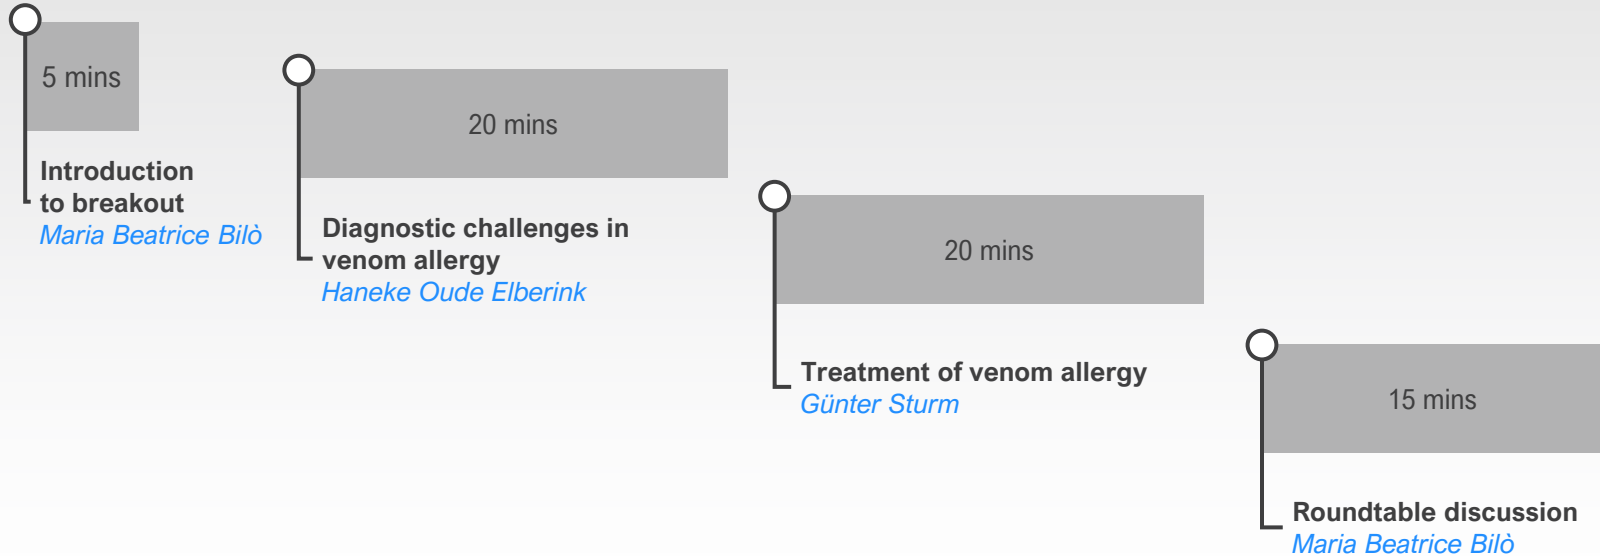 5 mins
Introduction
to breakout
Maria Beatrice Bilò
20 mins
Diagnostic challenges in
venom allergy
Haneke Oude Elberink
20 mins
Treatment of venom allergy
Günter Sturm
15 mins
Roundtable discussion
Maria Beatrice Bilò